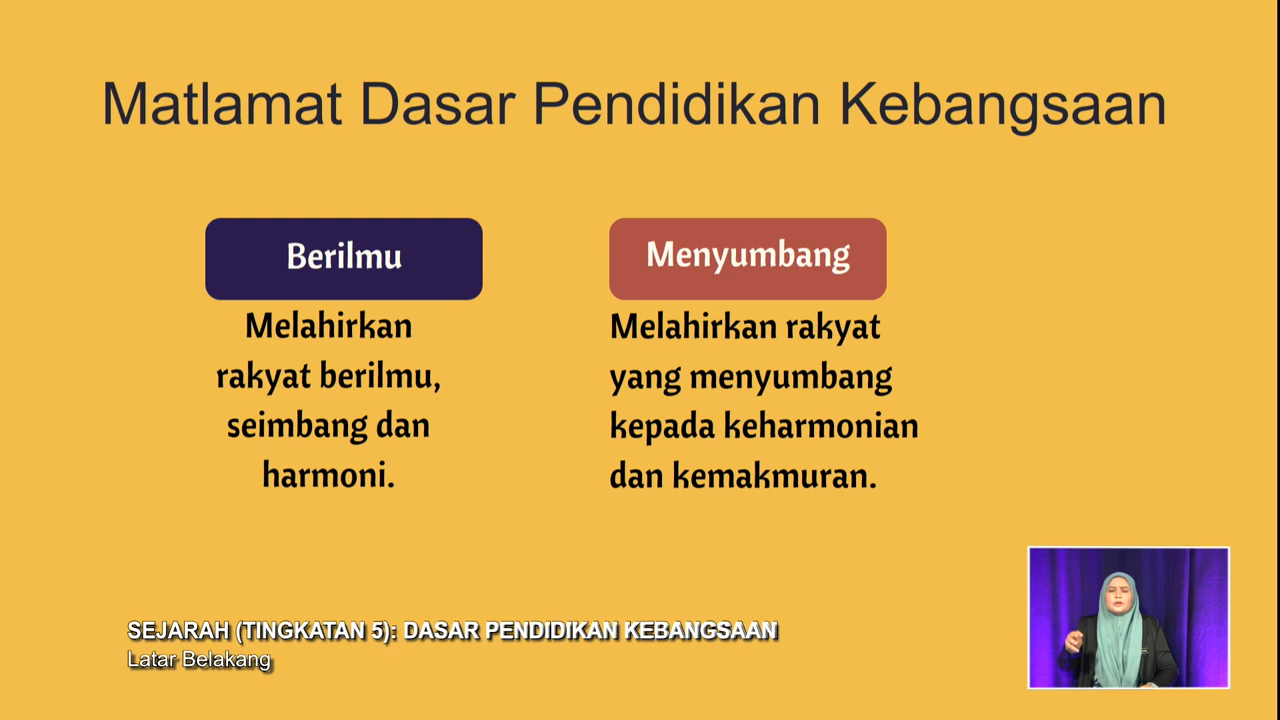 Matlamat Dasar Pendidikan Kebangsaan
Berilmu
Melahirkan
rakyat berilmu,
seimbang dan
harmoni.
Menyumbang
Melahirkan rakyat
yang menyumbang
kepada keharmonian
dan kemakmuran.
SEJARAH (TINGKATAN 5): DASAR PENDIDIKAN KEBANGSAAN
Latar Belakang